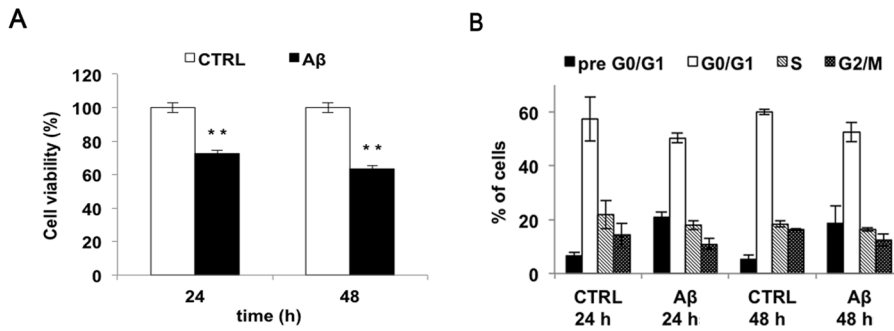 A
CTRL Aβ
Cell viability (%)
120
100
80
60
40
20
0
**
**
24 48
time (h)
B
pre G0/G1 G0/G1 S G2/M
% of cells
60
40
20
0
CTRL Aβ CTRL Aβ
24 h 24 h 48 h 48 h